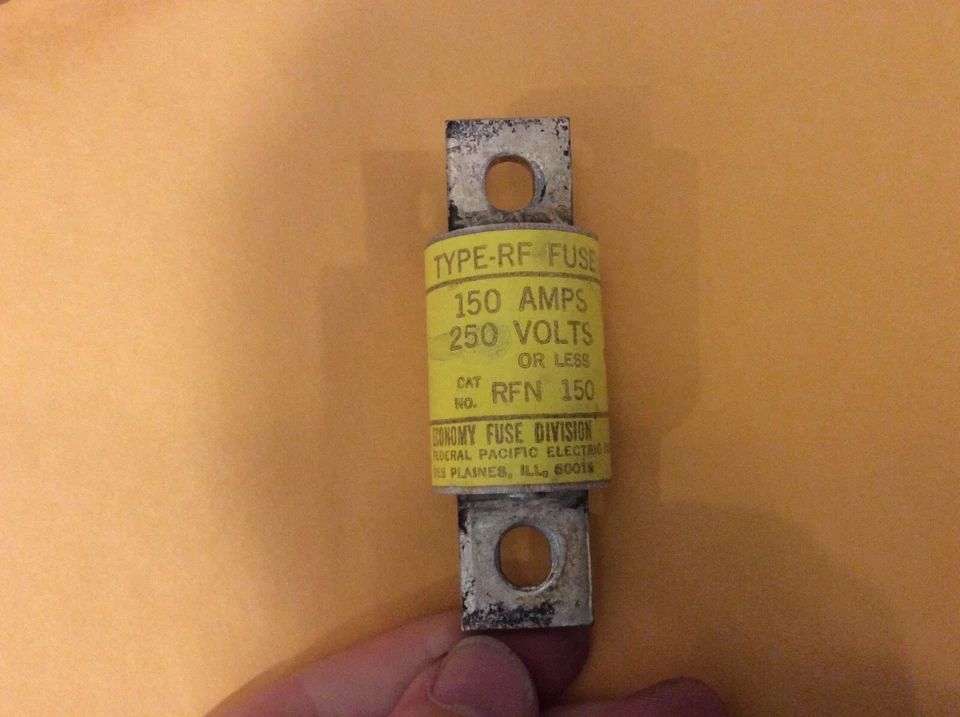 TYPE-RF FUSE
150 AMPS
250 VOLTS
OR LESS
CAT NO. RFN 150
ECONOMY FUSE DIVISION
FEDERAL PACIFIC ELECTRIC
DES PLAINES, ILL, 60018